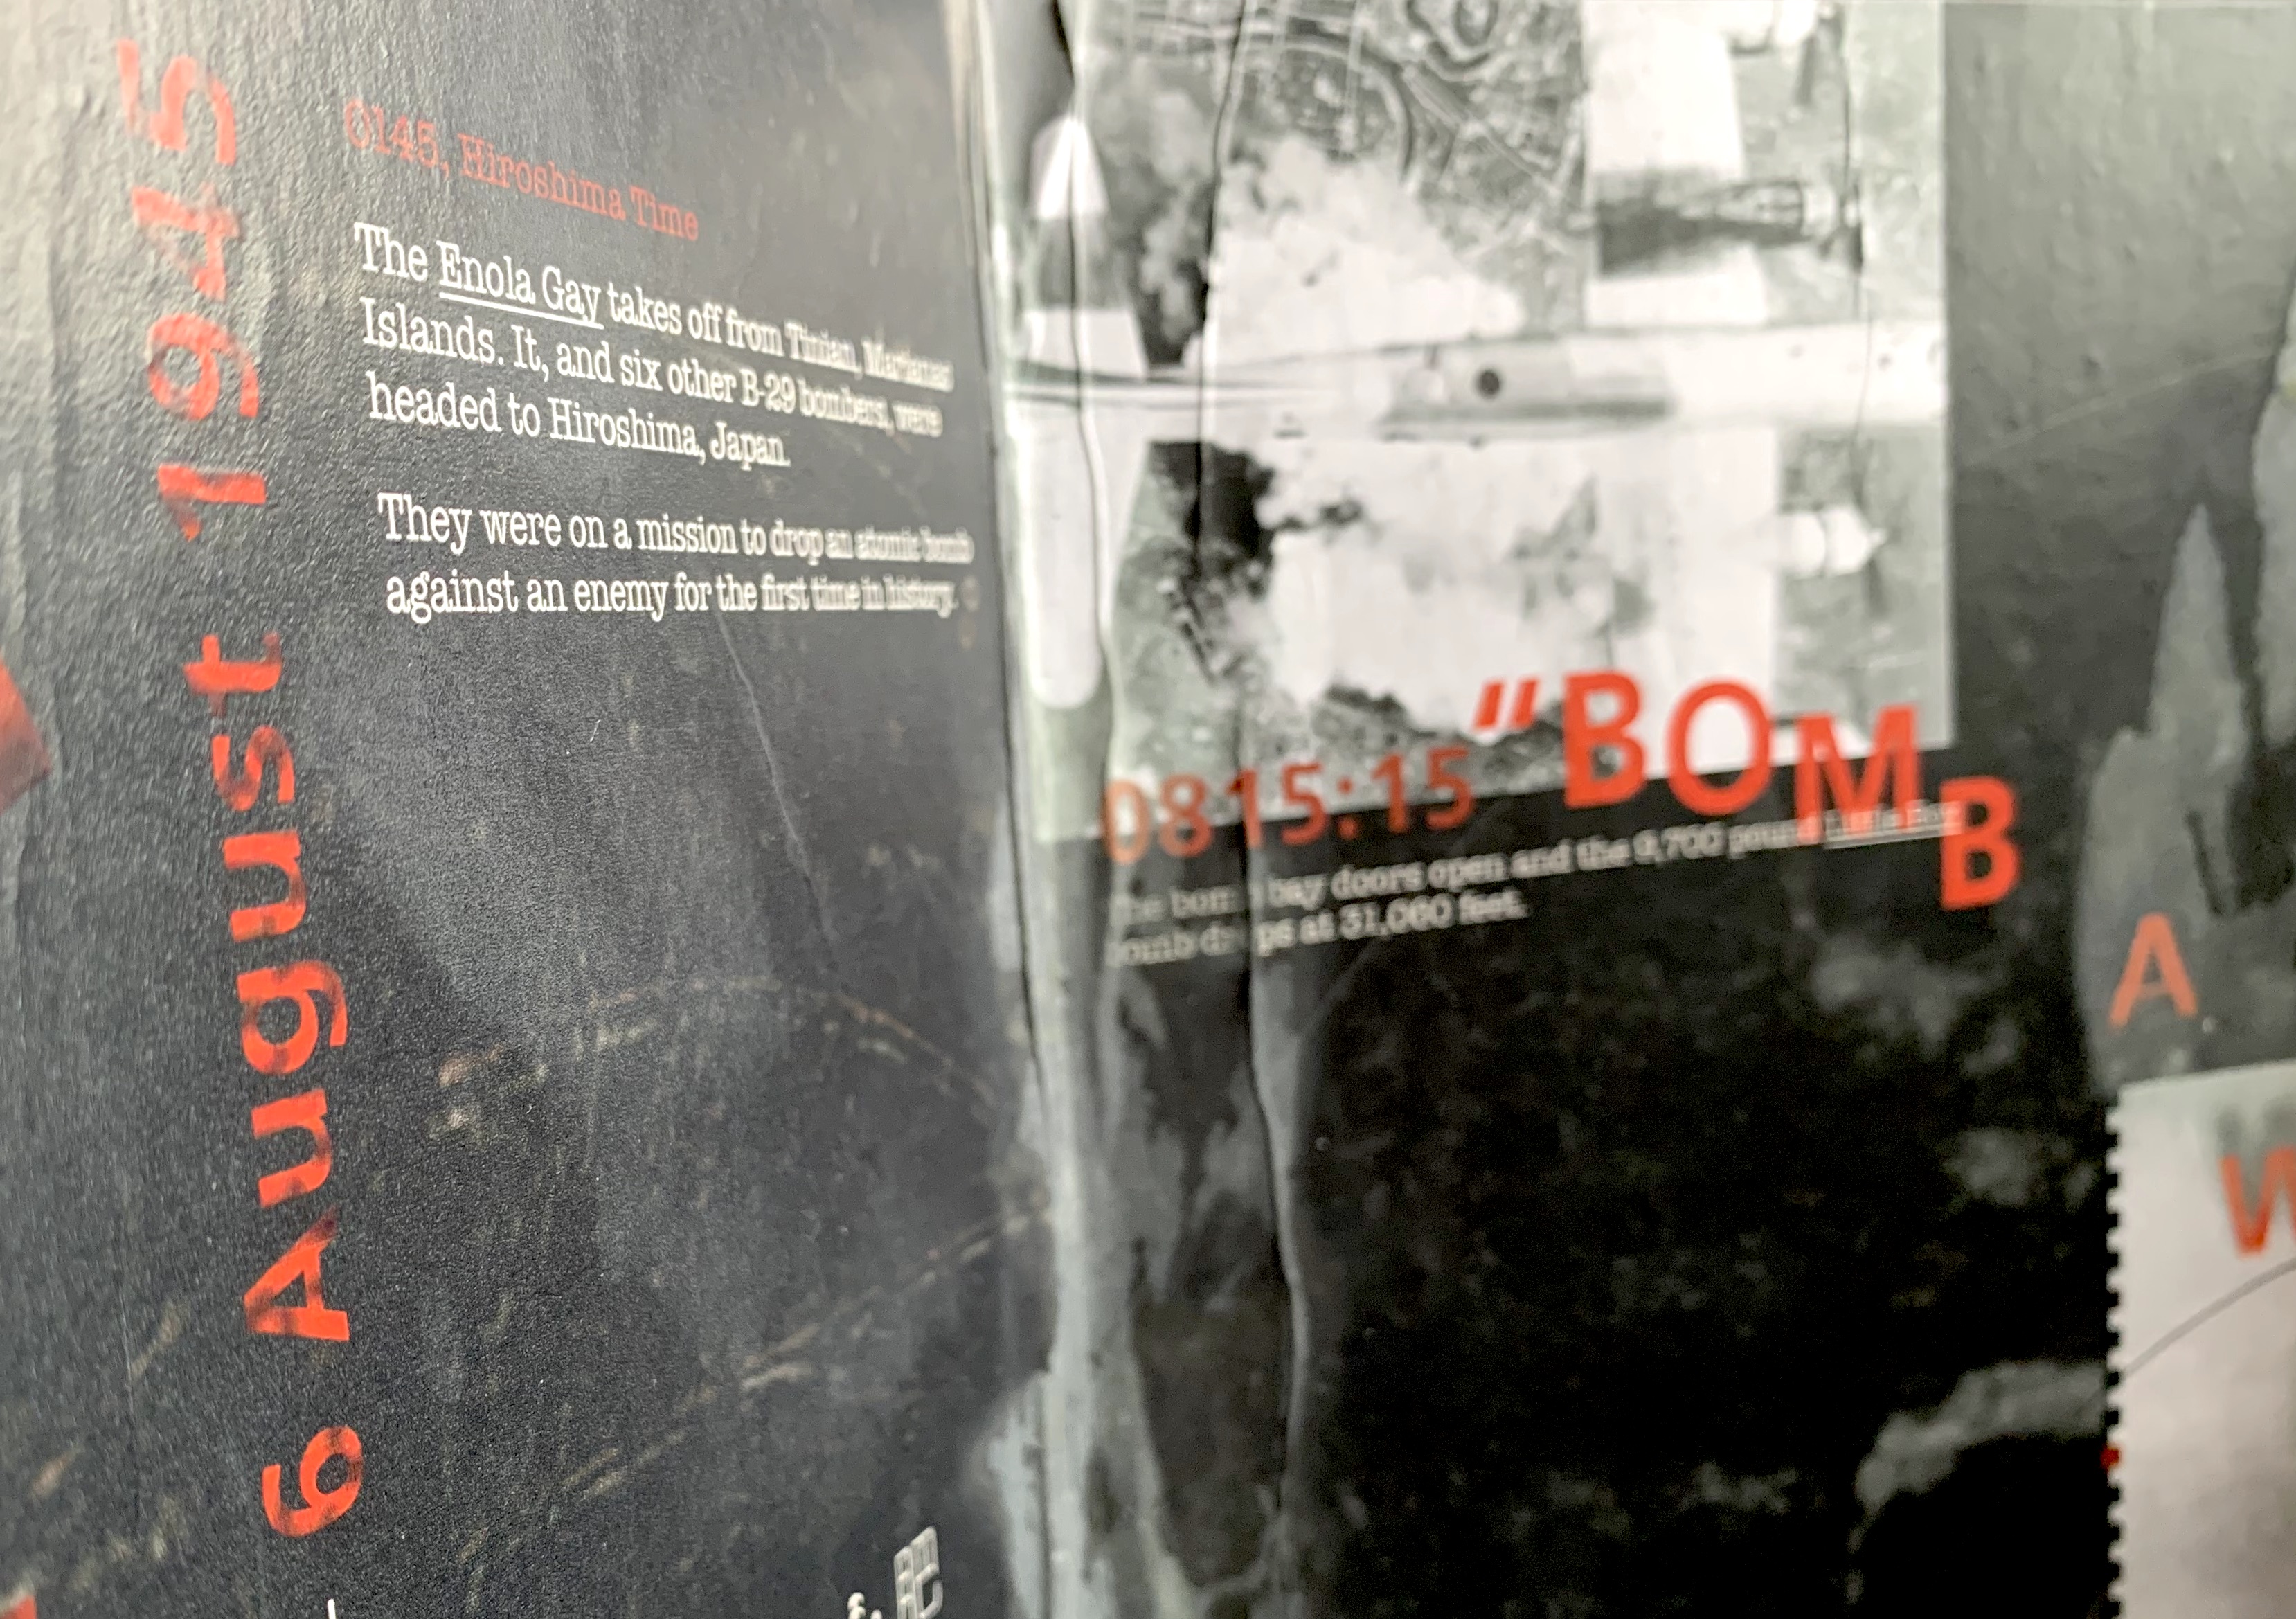 6 August 1945
0145, Hiroshima Time
The Enola Gay takes off from Tinian, Marianas
Islands. It, and six other B-29 bombers, were
headed to Hiroshima, Japan.
They were on a mission to drop an atomic bomb
against an enemy for the first time in history.
0815:15 "BOMB
A
W
bay doors open and the 9,700 pound
at 31,060 feet.